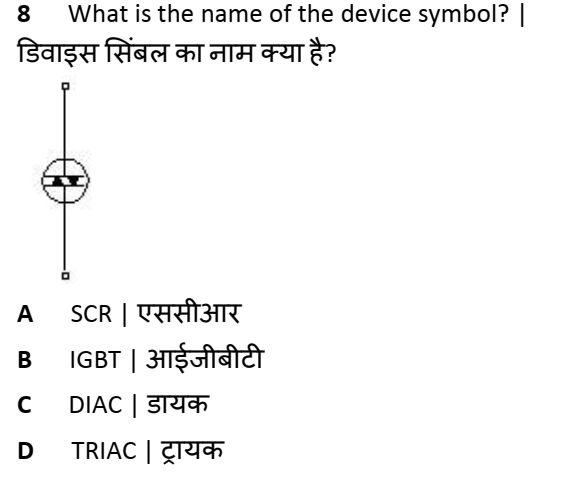 8 What is the name of the device symbol? |
डिवाइस सिंबल का नाम क्या है?
A SCR | एससीआर
B IGBT | आईजीबीटी
C DIAC | डायक
D TRIAC | ट्रायक